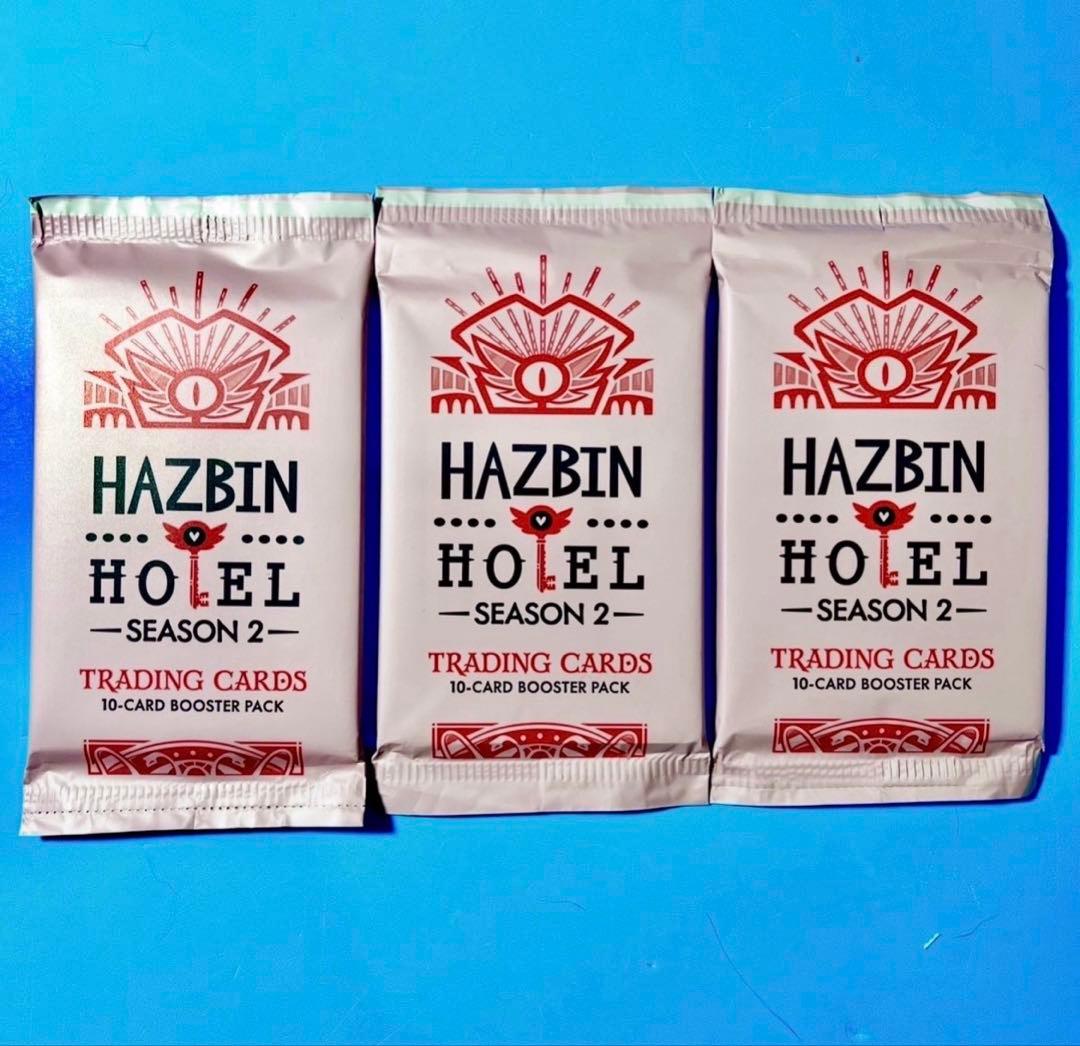 HAZBIN
HOTEL
SEASON 2
TRADING CARDS
10-CARD BOOSTER PACK
HAZBIN
HOTEL
SEASON 2
TRADING CARDS
10-CARD BOOSTER PACK
HAZBIN
HOTEL
SEASON 2
TRADING CARDS
10-CARD BOOSTER PACK